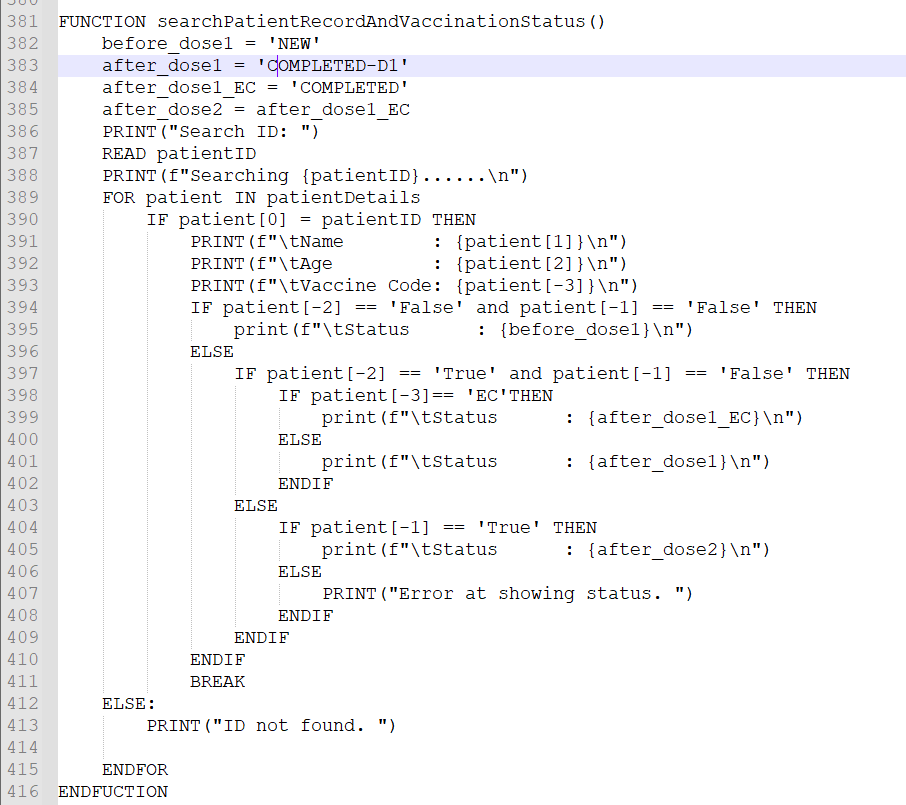 381 FUNCTION searchPatientRecordAndVaccinationStatus()
382     before_dose1 = 'NEW'
383     after_dose1 = 'COMPLETED-D1'
384     after_dose1_EC = 'COMPLETED'
385     after_dose2 = after_dose1_EC
386     PRINT("Search ID: ")
387     READ patientID
388     PRINT(f"Searching {patientID}......\n")
389     FOR patient IN patientDetails
390         IF patient[0] = patientID THEN
391             PRINT(f"\tName        : {patient[1]}\n")
392             PRINT(f"\tAge         : {patient[2]}\n")
393             PRINT(f"\tVaccine Code: {patient[-3]}\n")
394             IF patient[-2] == 'False' and patient[-1] == 'False' THEN
395                 print(f"\tStatus      : {before_dose1}\n")
396             ELSE
397                 IF patient[-2] == 'True' and patient[-1] == 'False' THEN
398                     IF patient[-3]== 'EC'THEN
399                         print(f"\tStatus      : {after_dose1_EC}\n")
400                     ELSE
401                         print(f"\tStatus      : {after_dose1}\n")
402                     ENDIF
403                 ELSE
404                     IF patient[-1] == 'True' THEN
405                         print(f"\tStatus      : {after_dose2}\n")
406                     ELSE
407                         PRINT("Error at showing status. ")
408                     ENDIF
409                 ENDIF
410             ENDIF
411             BREAK
412     ELSE:
413         PRINT("ID not found. ")
414
415     ENDFOR
416 ENDFUCTION